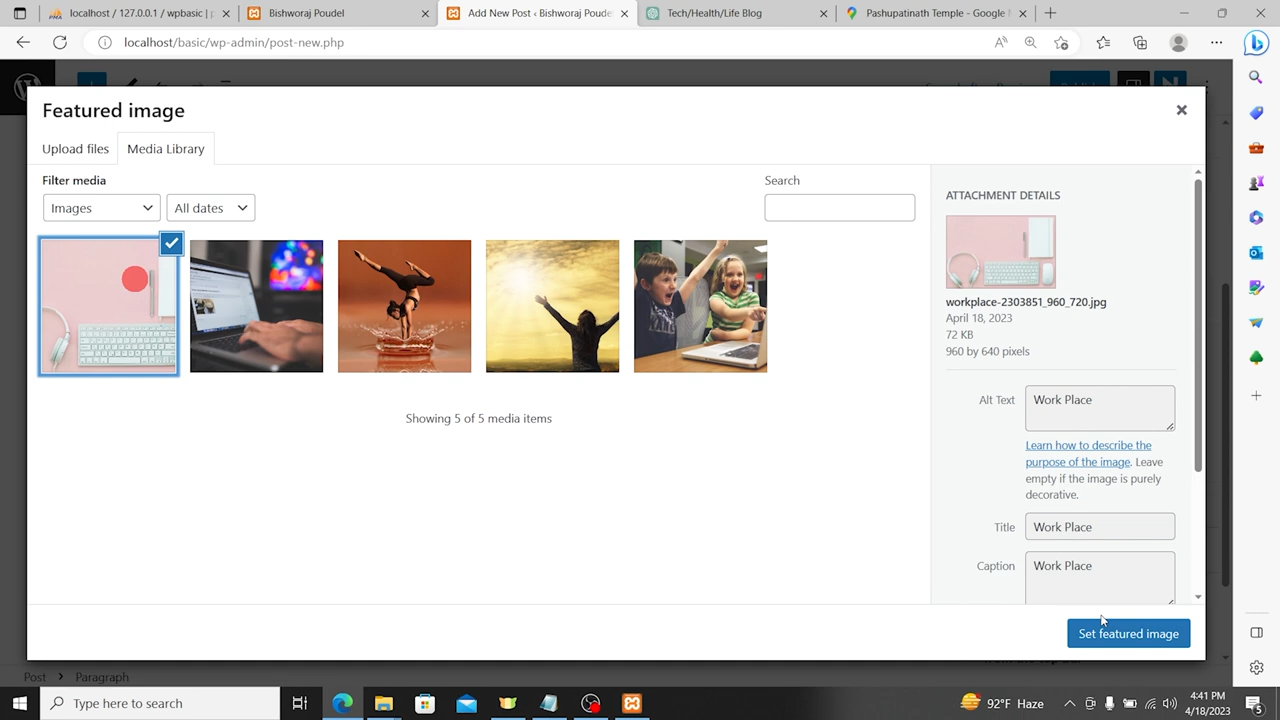 localhost / 127.0.0.1 / wpbasic | p
Bishworaj Poudel
Add New Post ‹ Bishworaj Poude
Tech/Health/Life Blog
Pashupatinath Temple - Google M
localhost/basic/wp-admin/post-new.php
Featured image
Upload files
Media Library
Filter media
Images
All dates
Search
Showing 5 of 5 media items
ATTACHMENT DETAILS
workplace-2303851_960_720.jpg
April 18, 2023
72 KB
960 by 640 pixels
Alt Text
Work Place
Learn how to describe the
purpose of the image. Leave
empty if the image is purely
decorative.
Title
Work Place
Caption
Work Place
Set featured image
Post
Paragraph
Type here to search
92°F Haze
4:41 PM
4/18/2023
5